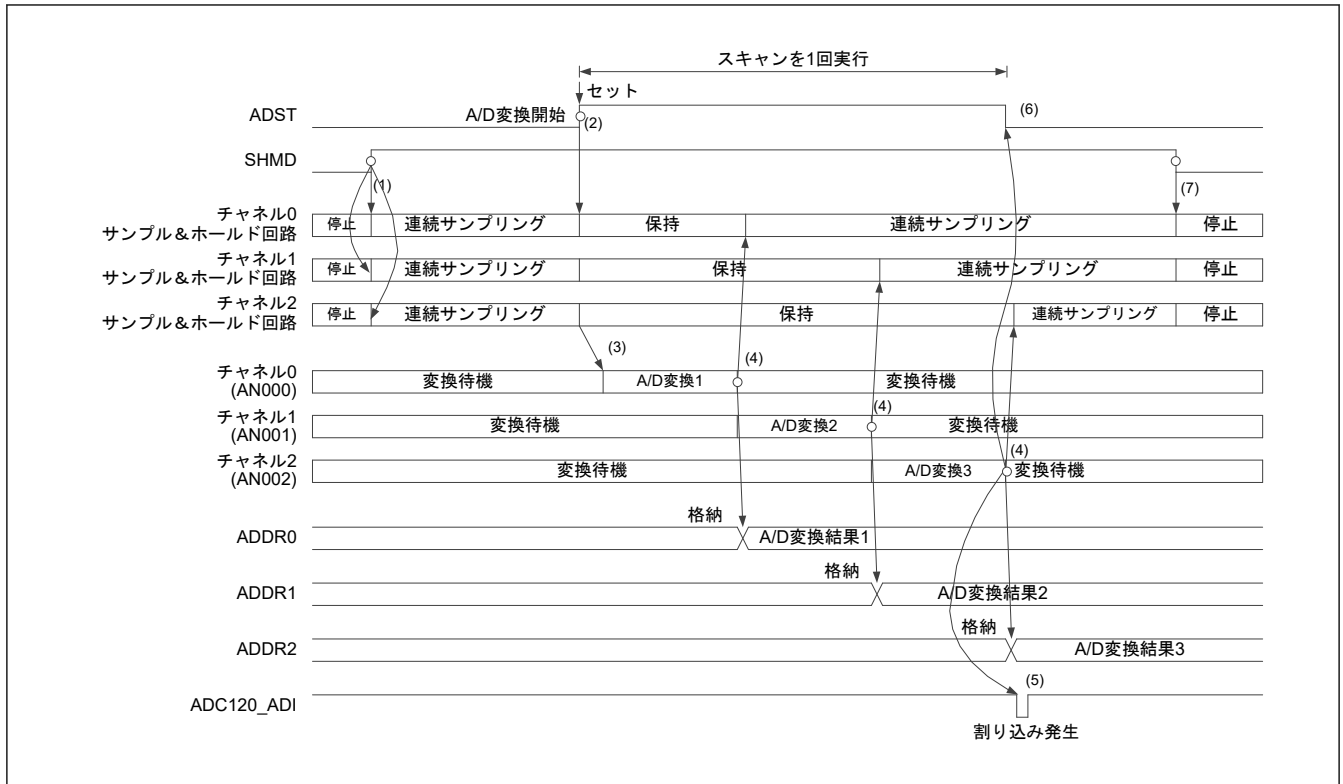 スキャンを1回実行
セット
ADST
A/D変換開始
(2)
(6)
SHMD
(1)
(7)
チャネル0
サンプル＆ホールド回路
停止
連続サンプリング
保持
連続サンプリング
停止
チャネル1
サンプル＆ホールド回路
停止
連続サンプリング
保持
連続サンプリング
停止
チャネル2
サンプル＆ホールド回路
停止
連続サンプリング
保持
連続サンプリング
停止
(3)
(4)
チャネル0
(AN000)
変換待機
A/D変換1
変換待機
(4)
チャネル1
(AN001)
変換待機
A/D変換2
変換待機
(4)
チャネル2
(AN002)
変換待機
A/D変換3
変換待機
格納
ADDR0
A/D変換結果1
格納
ADDR1
A/D変換結果2
格納
ADDR2
A/D変換結果3
(5)
ADC120_ADI
割り込み発生